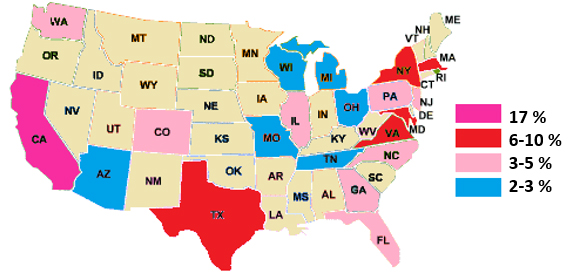 WA
MT
ND
MN
OR
ID
WY
SD
WI
MI
NY
VT
NH
ME
MA
RI
CT
NV
UT
CO
NE
KS
IA
IL
IN
OH
PA
NJ
DE
MD
CA
AZ
NM
OK
TX
MO
AR
LA
KY
WV
VA
TN
NC
MS
AL
GA
SC
FL
17 %
6-10 %
3-5 %
2-3 %